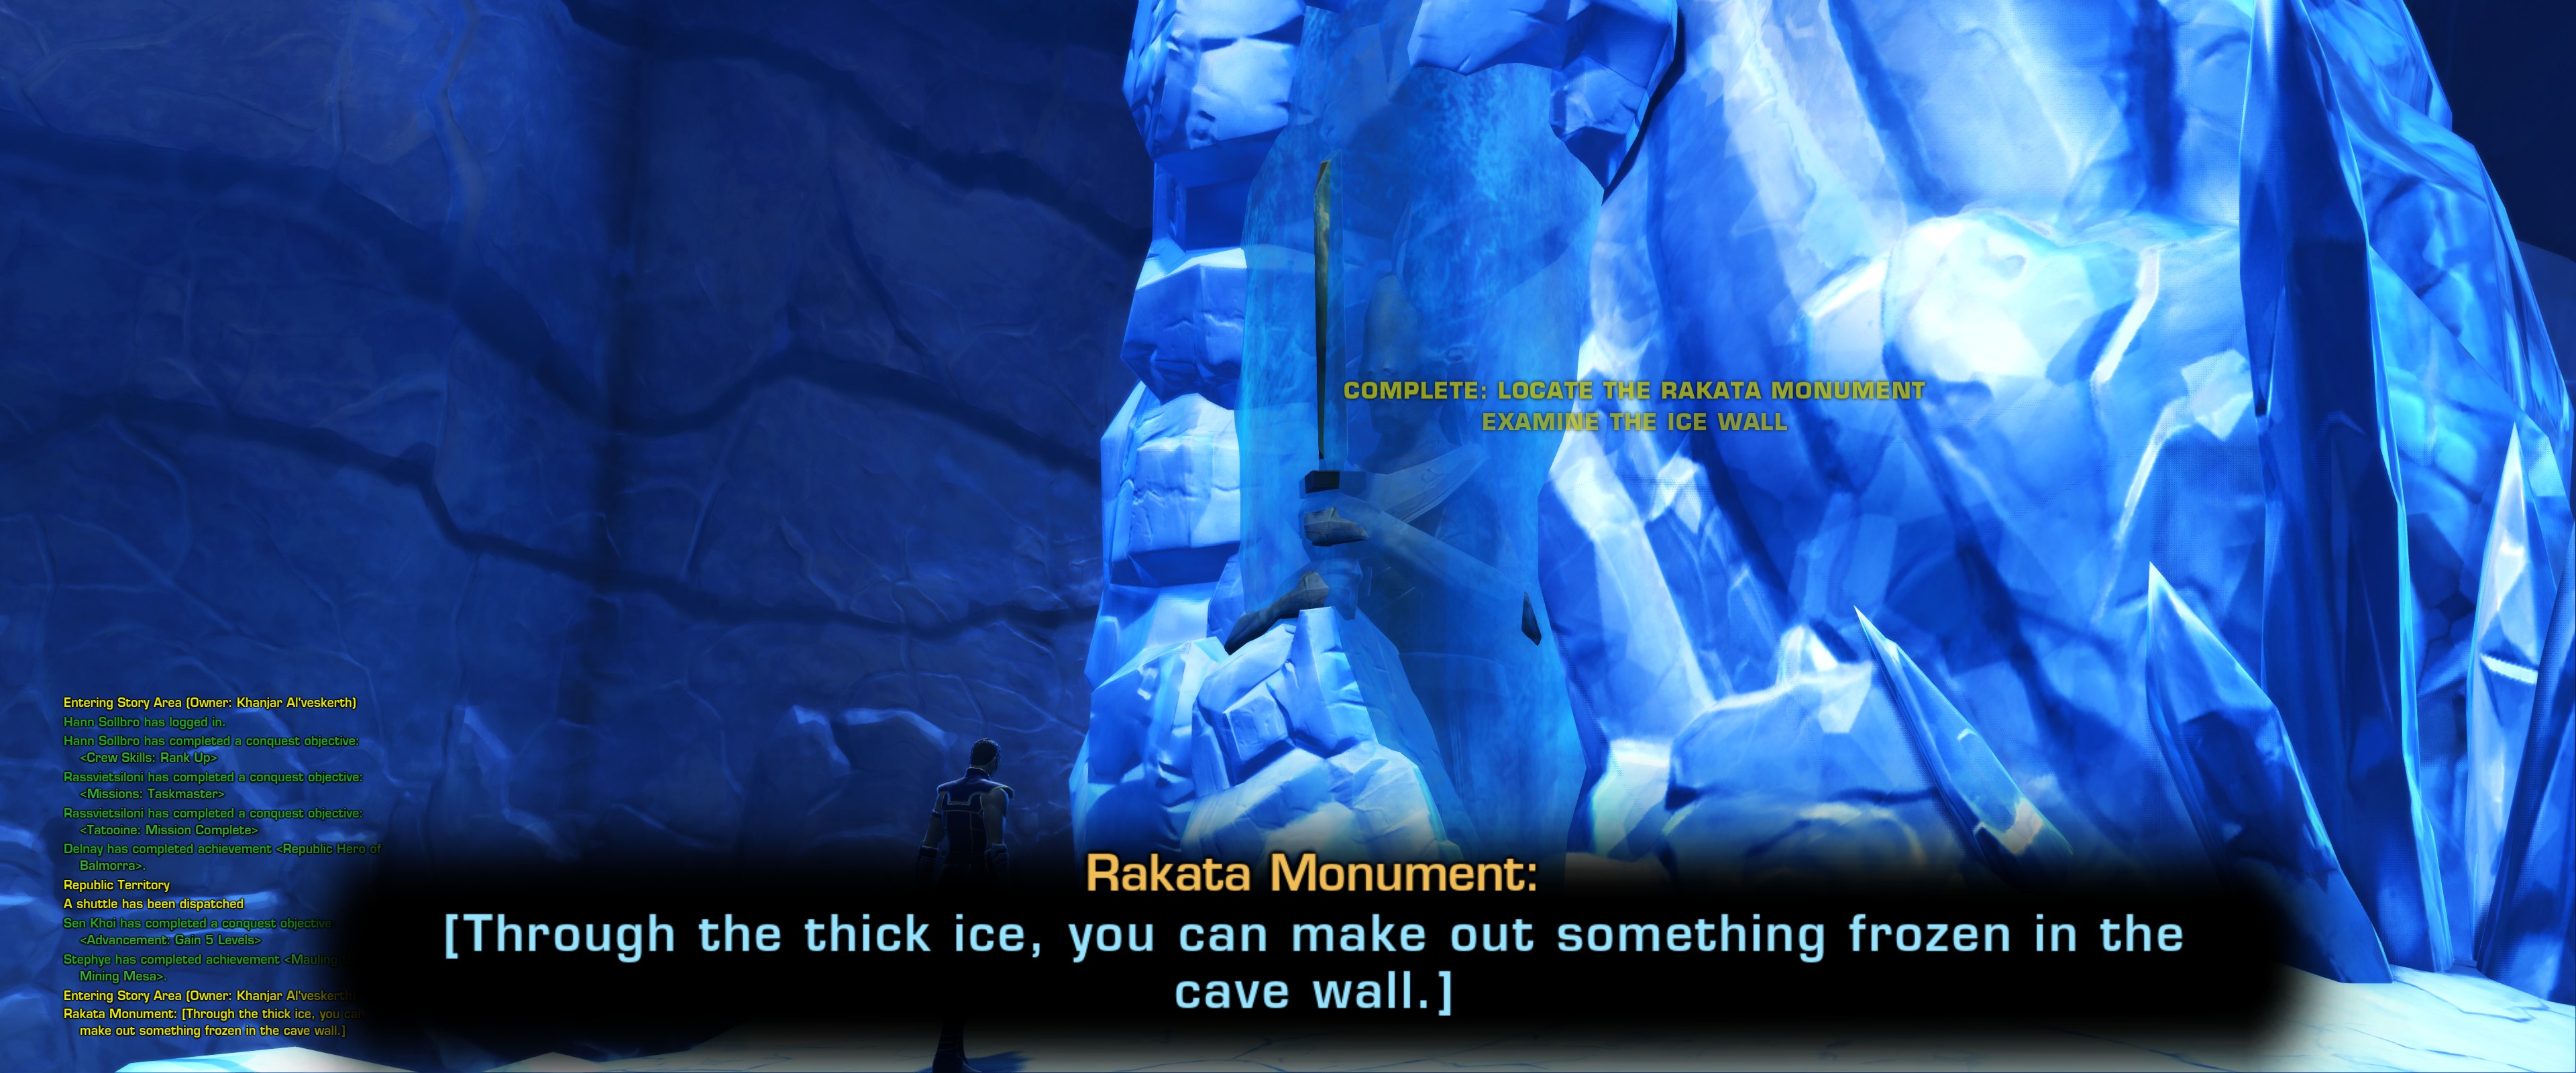 COMPLETE: LOCATE THE RAKATA MONUMENT
EXAMINE THE ICE WALL
Entering Story Area (Owner: Khanjar Al'veskerth)
Hann Sollbro has logged in.
Hann Sollbro has completed a conquest objective:
<Crew Skills: Rank Up>
Rassvietsiloni has completed a conquest objective:
<Missions: Taskmaster>
Rassvietsiloni has completed a conquest objective:
<Tatooine: Mission Complete>
Delnay has completed achievement <Republic Hero of
Balmorra>.
Republic Territory
A shuttle has been dispatched
Sen Khoi has completed a conquest objective:
<Advancement: Gain 5 Levels>
Stephye has completed achievement <Mauling
Mining Mesa>.
Entering Story Area (Owner: Khanjar Al'veskerth)
Rakata Monument: [Through the thick ice, you can
make out something frozen in the cave wall.]
Rakata Monument:
[Through the thick ice, you can make out something frozen in the
cave wall.]